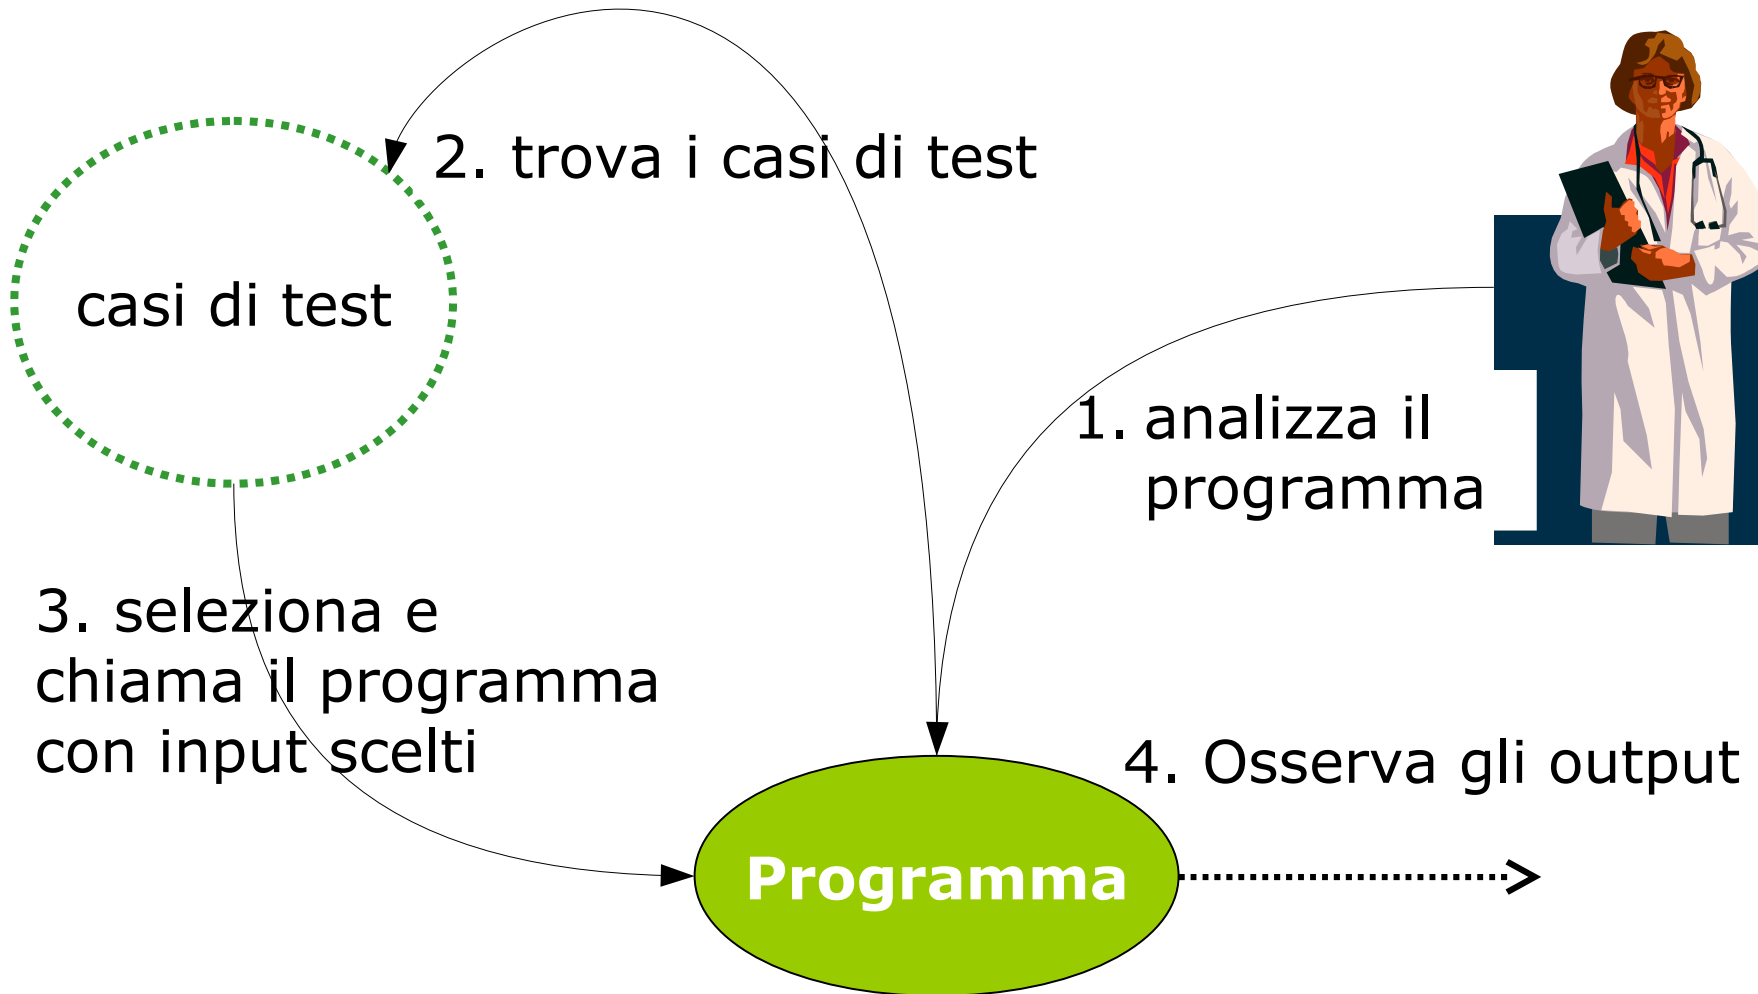 2. trova i casi di test
casi di test
1. analizza il
programma
3. seleziona e
chiama il programma
con input scelti
4. Osserva gli output
Programma